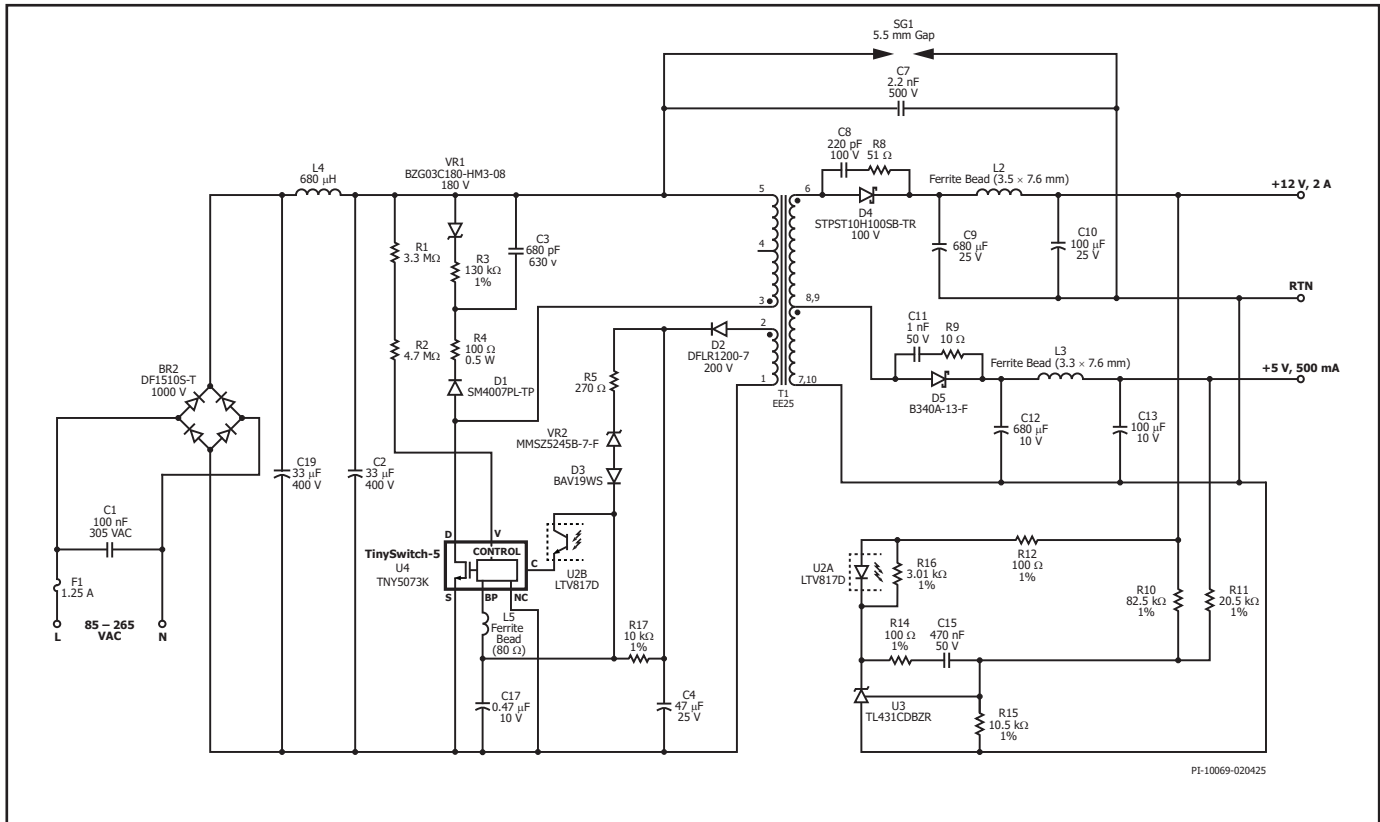 SG1
5.5 mm Gap
C7
2.2 nF
500 V
C8
220 pF
100 V
R8
51 Ω
L4
680 µH
VR1
BZG03C180-HM3-08
180 V
5
6
L2
Ferrite Bead (3.5 × 7.6 mm)
+12 V, 2 A
D4
STPST10H100SB-TR
100 V
R1
3.3 MΩ
R3
130 kΩ
1%
C3
680 pF
630 v
4
C9
680 µF
25 V
C10
100 µF
25 V
RTN
3
8,9
2
C11
1 nF
50 V
R9
10 Ω
R2
4.7 MΩ
R4
100 Ω
0.5 W
D2
DFLR1200-7
200 V
L3
Ferrite Bead (3.3 × 7.6 mm)
+5 V, 500 mA
BR2
DF1510S-T
1000 V
D1
SM4007PL-TP
R5
270 Ω
1
7,10
T1
EE25
D5
B340A-13-F
C12
680 µF
10 V
C13
100 µF
10 V
VR2
MMSZ5245B-7-F
C19
33 µF
400 V
C2
33 µF
400 V
D3
BAV19WS
C1
100 nF
305 VAC
D
V
TinySwitch-5
U4
TNY5073K
CONTROL
C
U2B
LTV817D
S
BP
NC
U2A
LTV817D
R16
3.01 kΩ
1%
R12
100 Ω
1%
R10
82.5 kΩ
1%
R11
20.5 kΩ
1%
F1
1.25 A
L
85 – 265
VAC
N
L5
Ferrite
Bead
(80 Ω)
R17
10 kΩ
1%
R14
100 Ω
1%
C15
470 nF
50 V
C17
0.47 µF
10 V
C4
47 µF
25 V
U3
TL431CDBZR
R15
10.5 kΩ
1%
PI-10069-020425